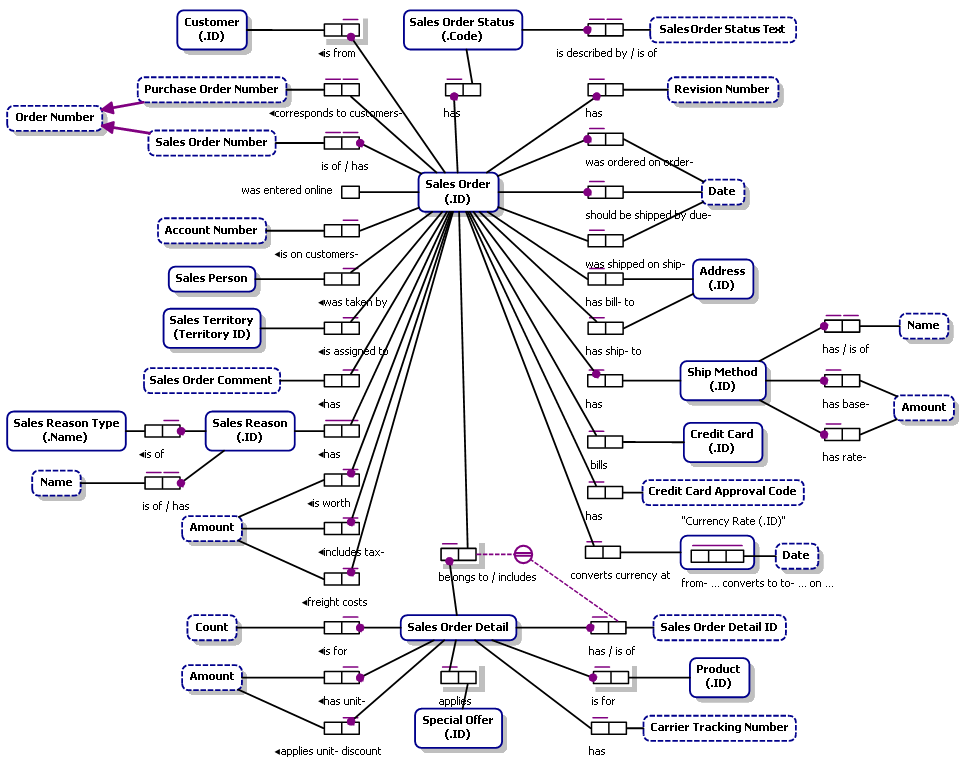 Customer
(.ID)
◂is from
Sales Order Status
(.Code)
is described by / is of
Sales Order Status Text
Purchase Order Number
◂corresponds to customers-
has
has
Revision Number
Order Number
Sales Order Number
is of / has
was ordered on order-
was entered online
Sales Order
(.ID)
should be shipped by due-
Date
Account Number
◂is on customers-
was shipped on ship-
Sales Person
◂was taken by
has bill- to
Address
(.ID)
Sales Territory
(Territory ID)
◂is assigned to
has ship- to
has / is of
Name
Sales Order Comment
◂has
has
Ship Method
(.ID)
has base-
Amount
has rate-
Sales Reason Type
(.Name)
◂is of
Sales Reason
(.ID)
◂has
bills
Credit Card
(.ID)
Name
is of / has
◂is worth
has
Credit Card Approval Code
Amount
◂includes tax-
"Currency Rate (.ID)"
belongs to / includes
converts currency at
Date
from- ... converts to to- ... on ...
◂freight costs
Count
◂is for
Sales Order Detail
has / is of
Sales Order Detail ID
Amount
◂has unit-
applies
is for
Product
(.ID)
◂applies unit- discount
Special Offer
(.ID)
has
Carrier Tracking Number